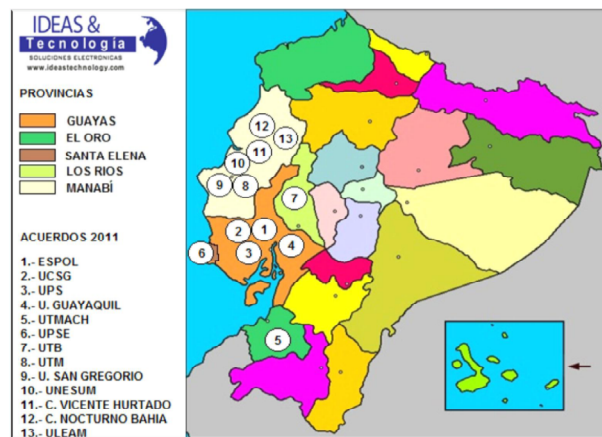 IDEAS &
Tecnología
SOLUCIONES ELECTRONICAS
www.ideastechnology.com
PROVINCIAS
GUAYAS
EL ORO
SANTA ELENA
LOS RIOS
MANABÌ
ACUERDOS 2011
1.- ESPOL
2.- UCSG
3.- UPS
4.- U. GUAYAQUIL
5.- UTMACH
6.- UPSE
7.- UTB
8.- UTM
9.- U. SAN GREGORIO
10.- UNESUM
11.- C. VICENTE HURTADO
12.- C. NOCTURNO BAHIA
13.- ULEAM
12
13
11
10
9
8
7
2
1
6
3
4
5